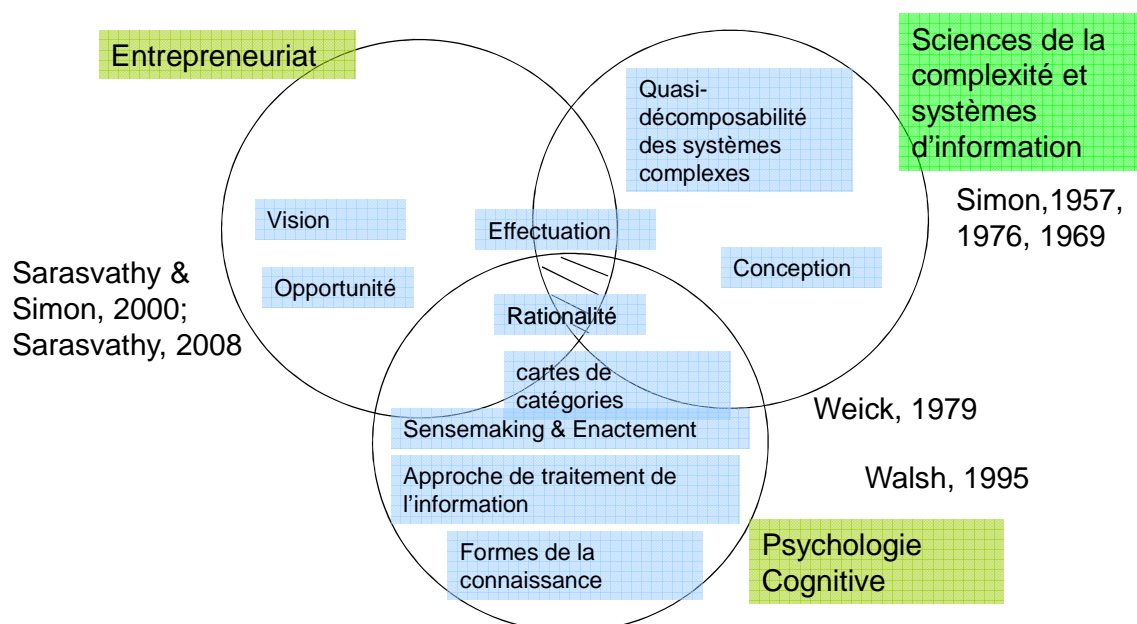 Entrepreneuriat
Sciences de la
complexité et
systèmes
d'information
Quasi-
décomposabilité
des systèmes
complexes
Simon,1957,
1976, 1969
Vision
Effectuation
Conception
Sarasvathy &
Simon, 2000;
Sarasvathy, 2008
Opportunité
Rationalité
cartes de
catégories
Weick, 1979
Sensemaking & Enactement
Approche de traitement de
l'information
Walsh, 1995
Formes de la
connaissance
Psychologie
Cognitive